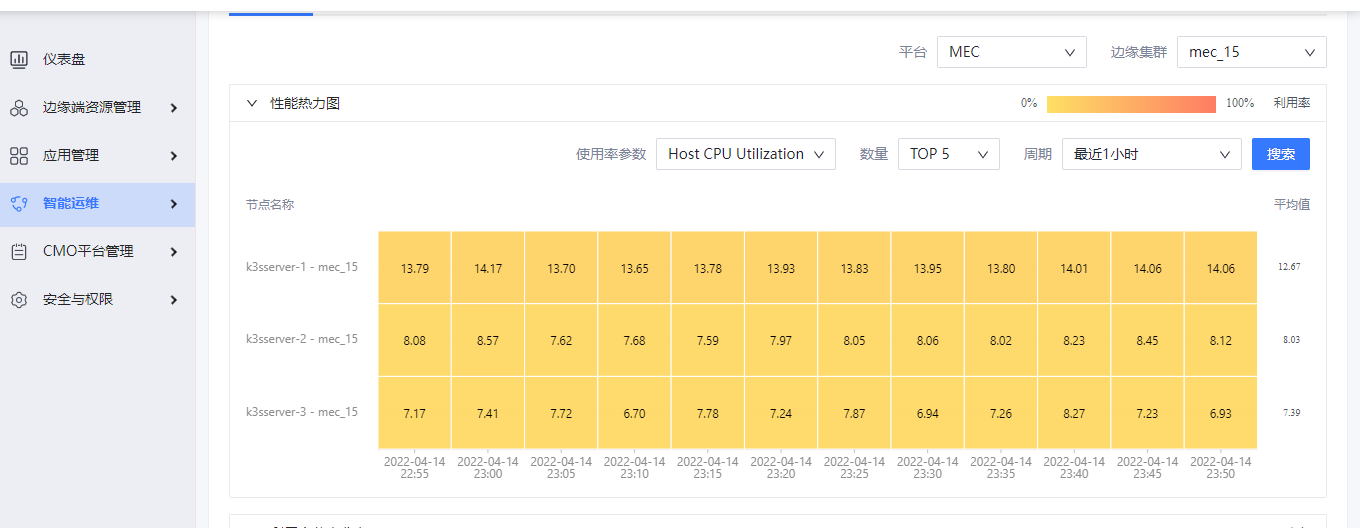 仪表盘
边缘端资源管理
应用管理
智能运维
CMO平台管理
安全与权限
平台 MEC 边缘集群 mec_15
性能热力图 0% 100% 利用率
使用率参数 Host CPU Utilization 数量 TOP 5 周期 最近1小时 搜索
节点名称 平均值
k3sserver-1 - mec_15 13.79 14.17 13.70 13.65 13.78 13.93 13.83 13.95 13.80 14.01 14.06 14.06 12.67
k3sserver-2 - mec_15 8.08 8.57 7.62 7.68 7.59 7.97 8.05 8.06 8.02 8.23 8.45 8.12 8.03
k3sserver-3 - mec_15 7.17 7.41 7.72 6.70 7.78 7.24 7.87 6.94 7.26 8.27 7.23 6.93 7.39
2022-04-14 2022-04-14 2022-04-14 2022-04-14 2022-04-14 2022-04-14 2022-04-14 2022-04-14 2022-04-14 2022-04-14 2022-04-14 2022-04-14
22:55 23:00 23:05 23:10 23:15 23:20 23:25 23:30 23:35 23:40 23:45 23:50